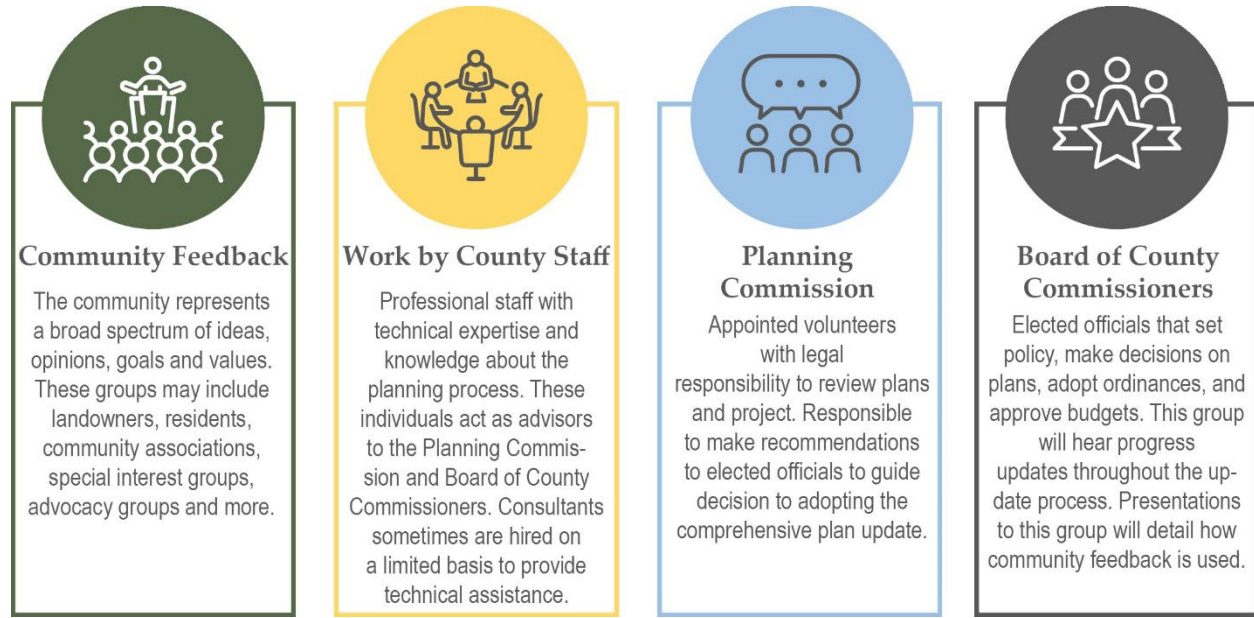 Community Feedback
The community represents
a broad spectrum of ideas,
opinions, goals and values.
These groups may include
landowners, residents,
community associations,
special interest groups,
advocacy groups and more.
Work by County Staff
Professional staff with
technical expertise and
knowledge about the
planning process. These
individuals act as advisors
to the Planning Commis-
sion and Board of County
Commissioners. Consultants
sometimes are hired on
a limited basis to provide
technical assistance.
Planning
Commission
Appointed volunteers
with legal
responsibility to review plans
and project. Responsible
to make recommendations
to elected officials to guide
decision to adopting the
comprehensive plan update.
Board of County
Commissioners
Elected officials that set
policy, make decisions on
plans, adopt ordinances, and
approve budgets. This group
will hear progress
updates throughout the up-
date process. Presentations
to this group will detail how
community feedback is used.